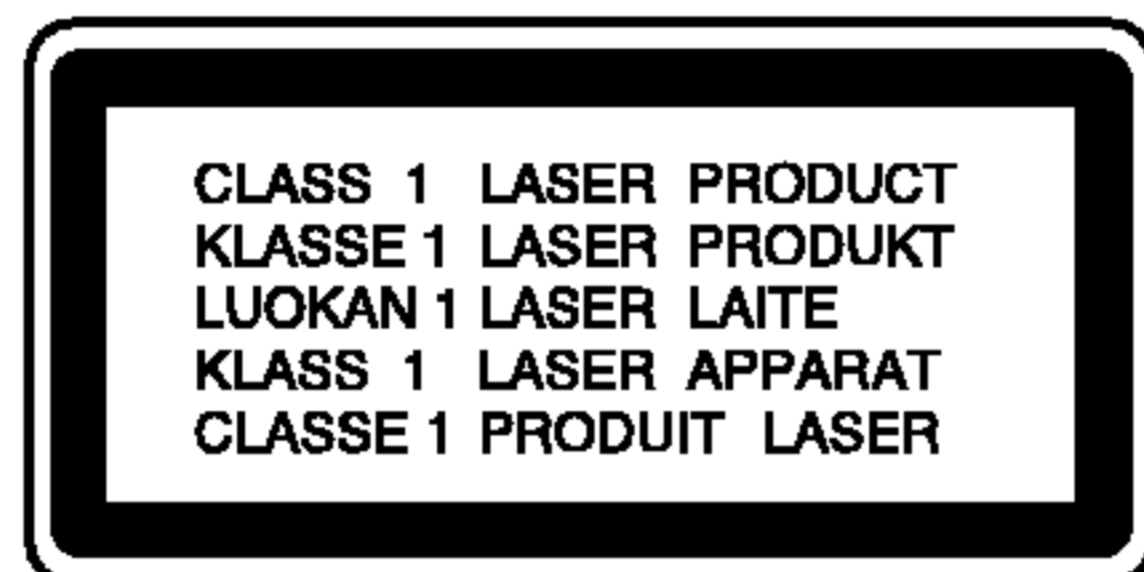 CLASS 1 LASER PRODUCT
KLASSE 1 LASER PRODUKT
LUOKAN 1 LASER LAITE
KLASS 1 LASER APPARAT
CLASSE 1 PRODUIT LASER